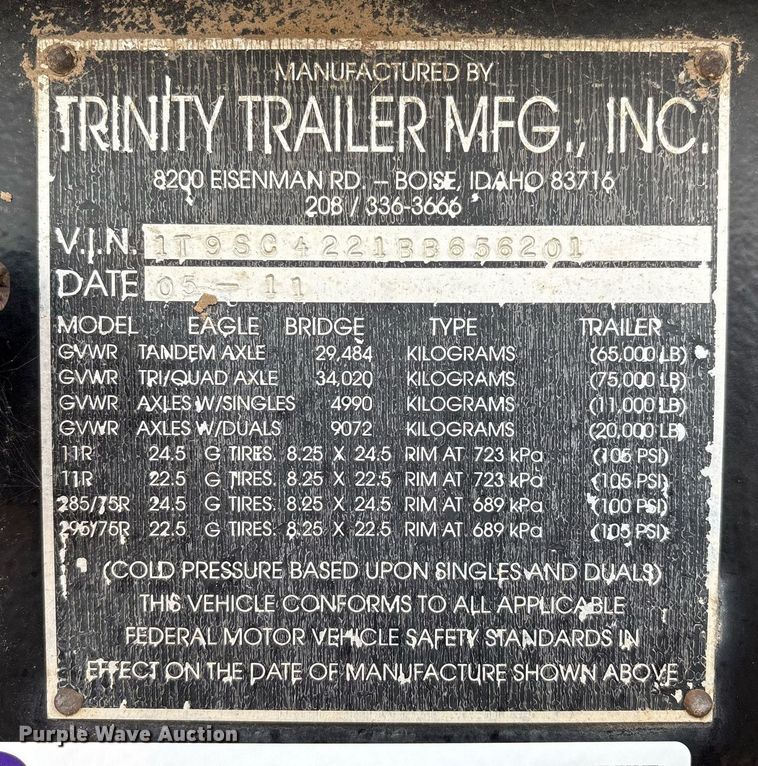 MANUFACTURED BY
TRINITY TRAILER MFG., INC.
8200 EISENMAN RD. – BOISE, IDAHO 83716
208 / 336-3666
V.I.N. 1T9SC4221BB656201
DATE 05-11
MODEL EAGLE BRIDGE TYPE TRAILER
GVWR TANDEM AXLE 29,484 KILOGRAMS (65,000 LB)
GVWR TRI/QUAD AXLE 34,020 KILOGRAMS (75,000 LB)
GVWR AXLES W/SINGLES 4990 KILOGRAMS (11,000 LB)
GVWR AXLES W/DUALS 9072 KILOGRAMS (20,000 LB)
11R 24.5 G TIRES. 8.25 X 24.5 RIM AT 723 kPa (105 PSI)
11R 22.5 G TIRES. 8.25 X 22.5 RIM AT 723 kPa (105 PSI)
285/75R 24.5 G TIRES. 8.25 X 24.5 RIM AT 689 kPa (100 PSI)
295/75R 22.5 G TIRES. 8.25 X 22.5 RIM AT 689 kPa (105 PSI)
(COLD PRESSURE BASED UPON SINGLES AND DUALS)
THIS VEHICLE CONFORMS TO ALL APPLICABLE
FEDERAL MOTOR VEHICLE SAFETY STANDARDS IN
EFFECT ON THE DATE OF MANUFACTURE SHOWN ABOVE
Purple Wave Auction